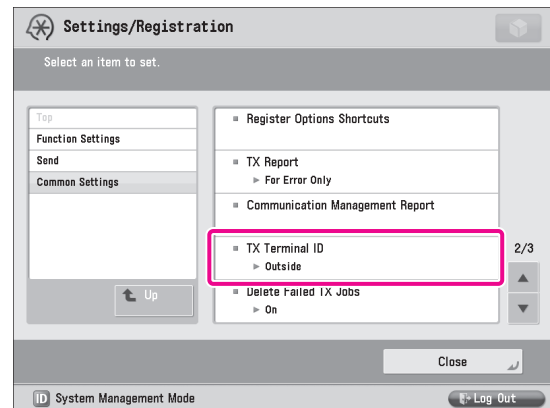 Settings/Registration
Select an item to set.
Top
Function Settings
Send
Common Settings
Up
Register Options Shortcuts
TX Report
For Error Only
Communication Management Report
TX Terminal ID
Outside
Delete Failed TX Jobs
On
2/3
Close
ID System Management Mode
Log Out